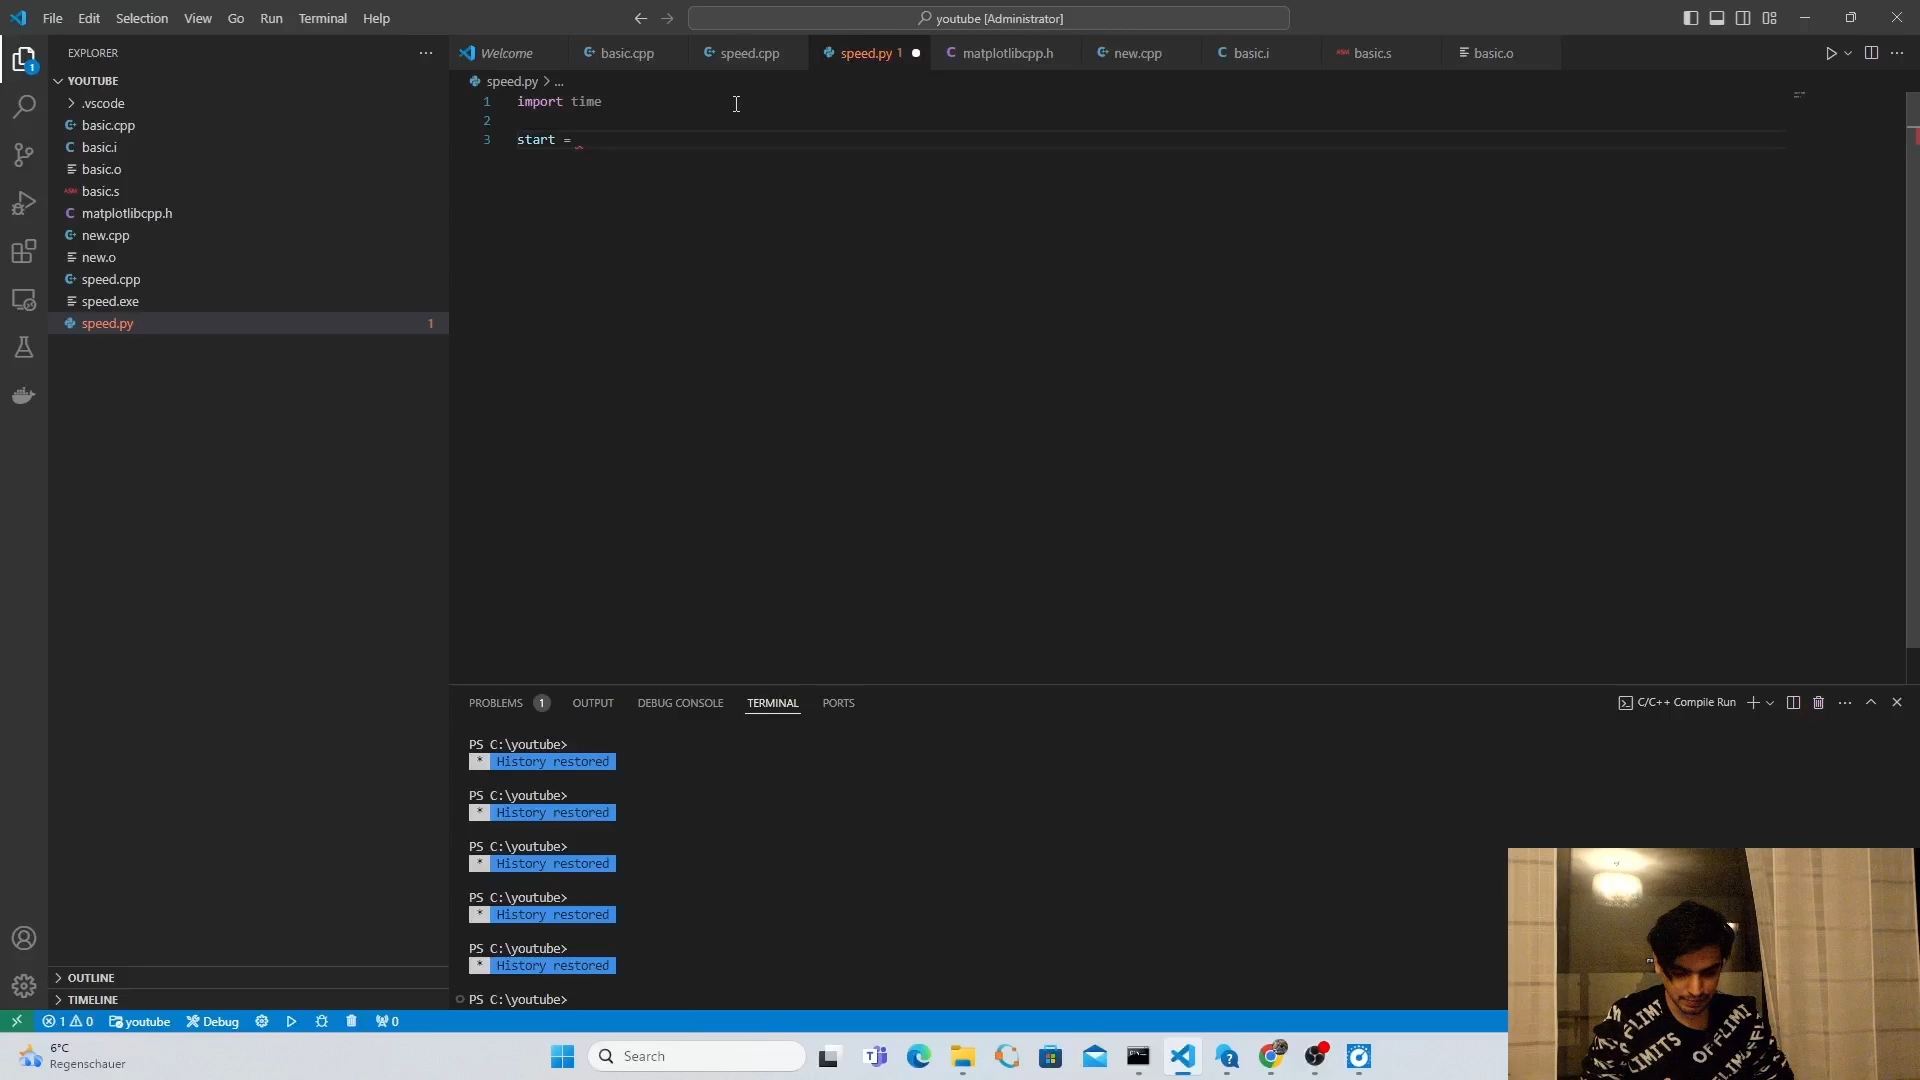 File Edit Selection View Go Run Terminal Help
youtube [Administrator]
EXPLORER
Welcome
basic.cpp
speed.cpp
speed.py 1
matplotlibcpp.h
new.cpp
basic.i
basic.s
basic.o
YOUTUBE
.vscode
basic.cpp
basic.i
basic.o
basic.s
matplotlibcpp.h
new.cpp
new.o
speed.cpp
speed.exe
speed.py 1
speed.py > ...
1 import time
2
3 start =
PROBLEMS 1 OUTPUT DEBUG CONSOLE TERMINAL PORTS
C/C++ Compile Run
PS C:\youtube>
* History restored
PS C:\youtube>
* History restored
PS C:\youtube>
* History restored
PS C:\youtube>
* History restored
PS C:\youtube>
* History restored
PS C:\youtube>
OUTLINE
TIMELINE
1 0 youtube Debug 0
6°C
Regenschauer
Search
LIMITS